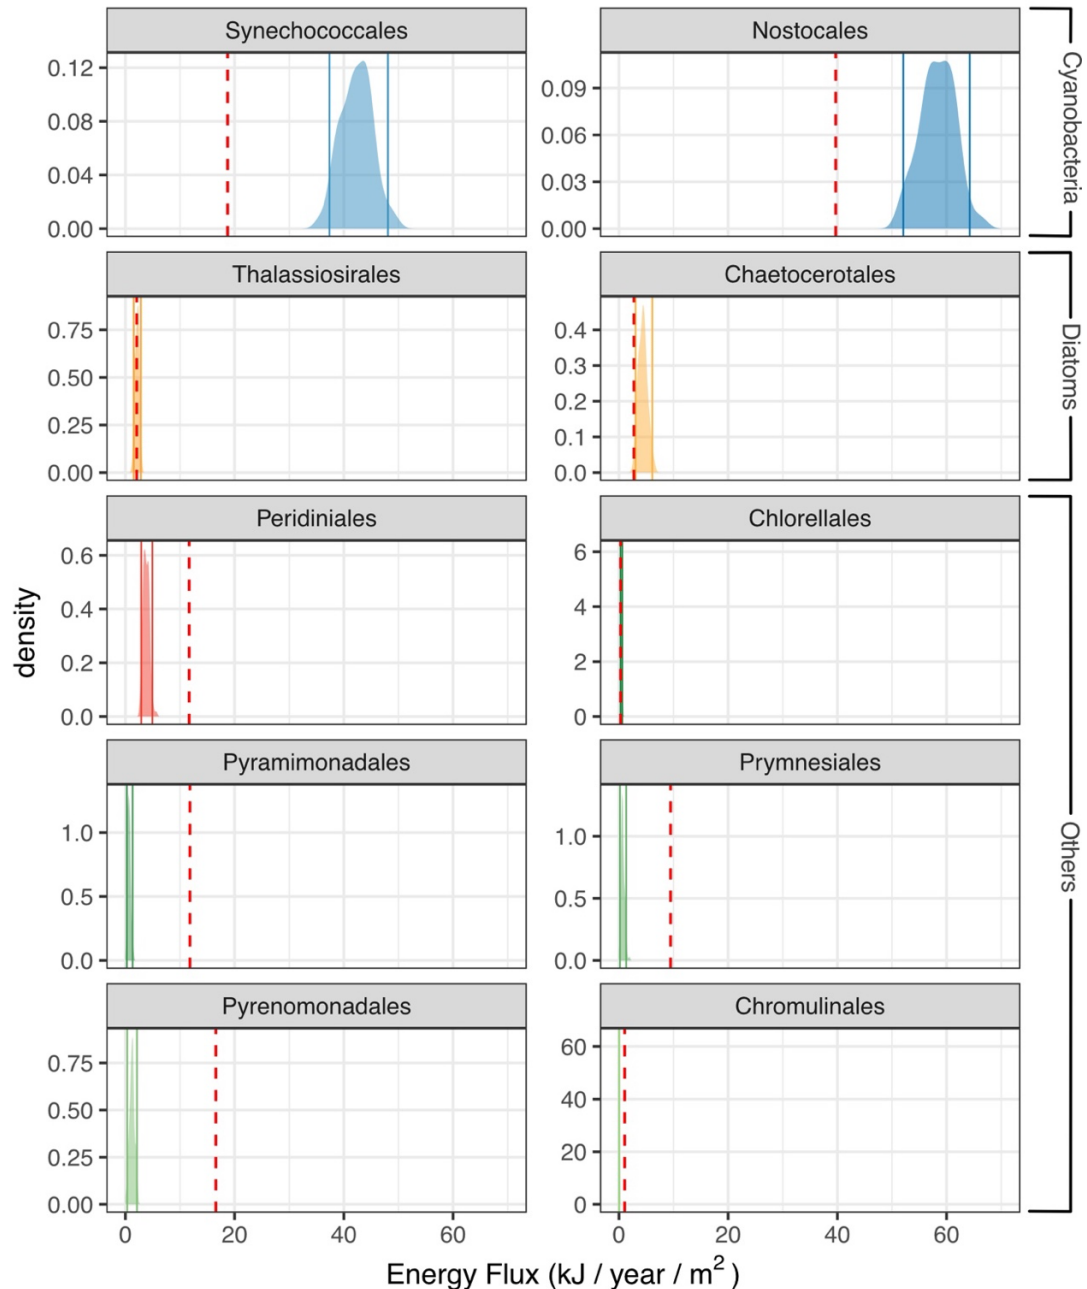 Synechococcales
Nostocales
0.12
0.08
0.04
0.00
0.09
0.06
0.03
0.00
Cyanobacteria
Thalassiosirales
Chaetocerotales
0.75
0.50
0.25
0.00
0.4
0.3
0.2
0.1
0.0
Diatoms
Peridiniales
Chlorellales
0.6
0.4
0.2
0.0
6
4
2
0
density
Pyramimonadales
Prymnesiales
1.0
0.5
0.0
1.0
0.5
0.0
Others
Pyrenomonadales
Chromulinales
0.75
0.50
0.25
0.00
60
40
20
0
0 20 40 60
0 20 40 60
Energy Flux (kJ / year / m² )